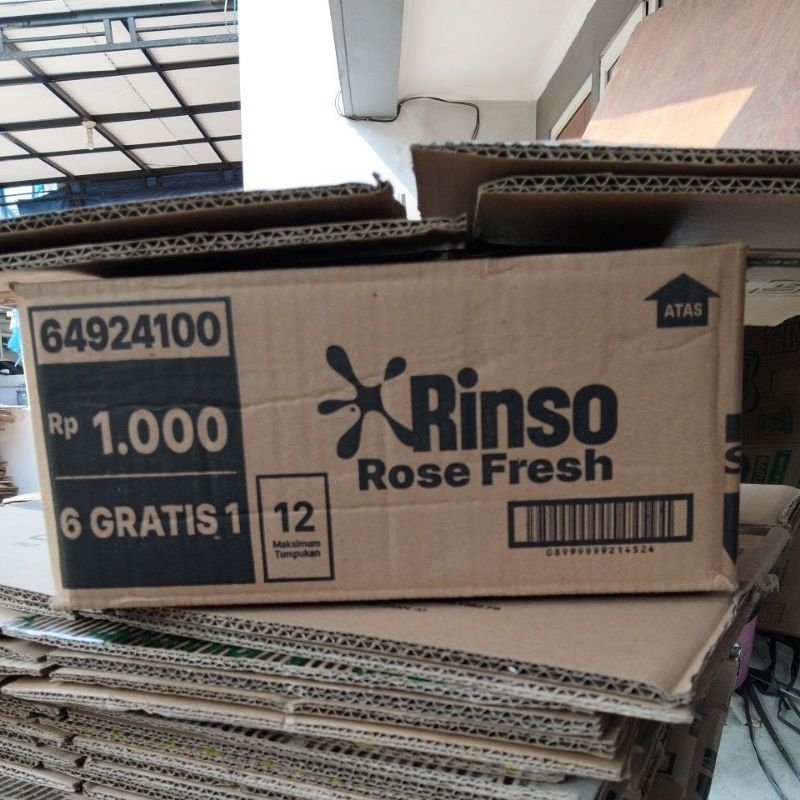 64924100
Rp 1.000
6 GRATIS 1
12
Maksimum
Tumpukan
Rinso
Rose Fresh
ATAS
08999999214524